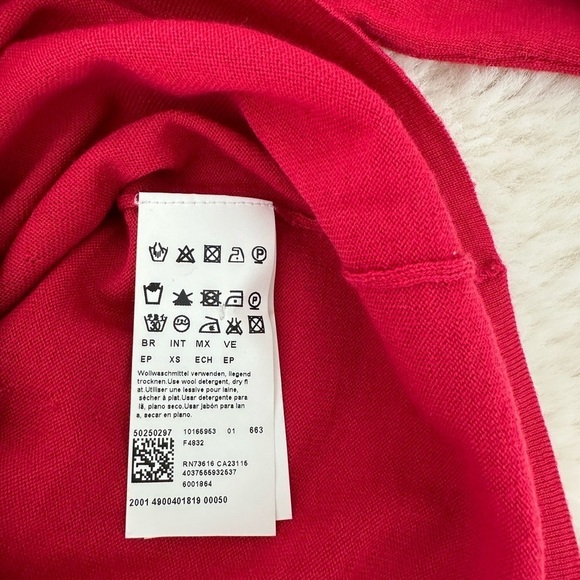 BR INT MX VE
EP XS ECH EP
Wollwaschmittel verwenden, liegend
trocknen.Use wool detergent, dry fl
at.Utiliser une lessive pour laine,
sécher à plat. Usar detergente para
lã, plano seco.Usar jabón para lan
a, secar en plano.
50250297 10165953 01 663
F4832
RN73616 CA23115
4037555932537
6001864
2001 4900401819 00050